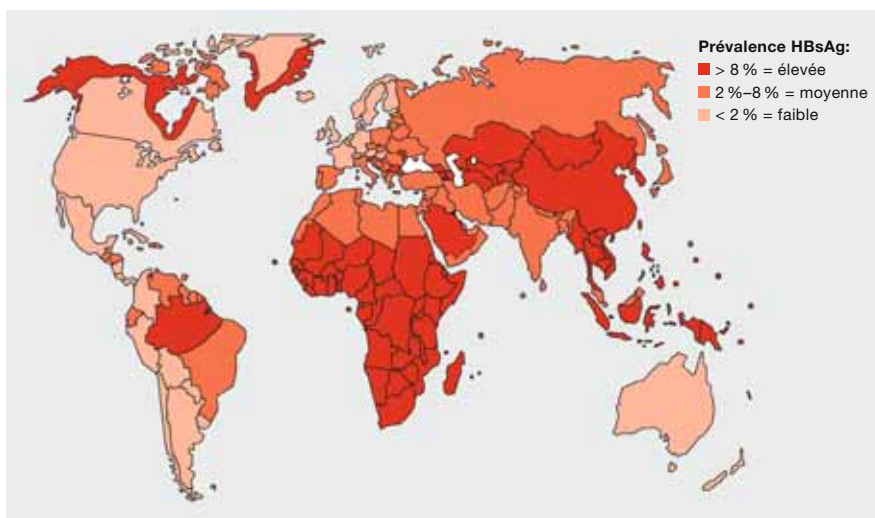 Prévalence HBsAg:
> 8 % = élevée
2 %–8 % = moyenne
< 2 % = faible